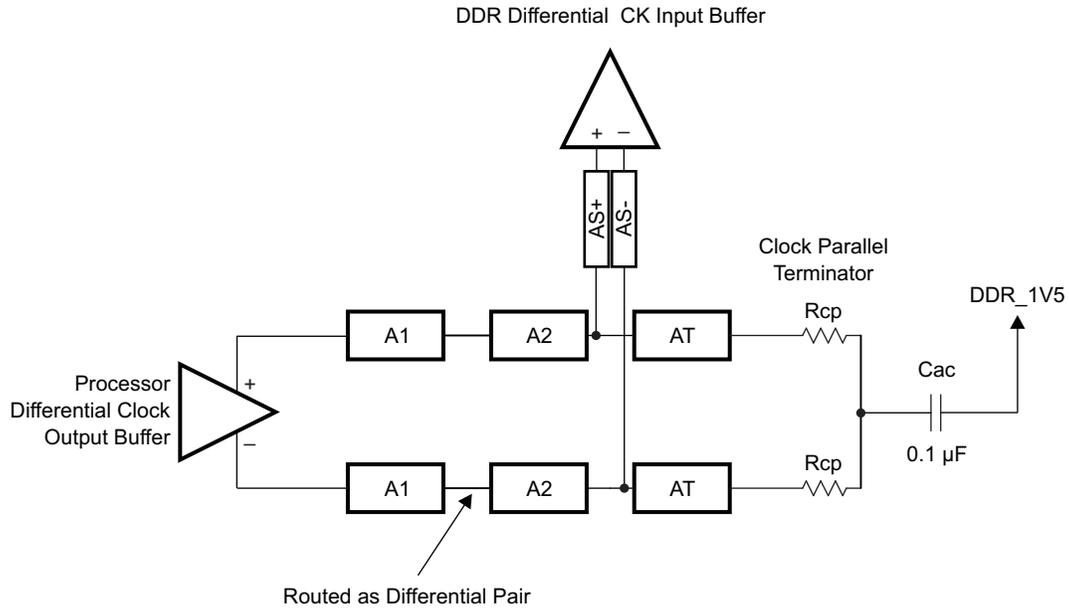 DDR Differential CK Input Buffer
+ −
AS+
AS-
Clock Parallel
Terminator
DDR_1V5
Rcp
A1
A2
AT
Cac
Processor
Differential Clock
Output Buffer
+
−
0.1 µF
Rcp
A1
A2
AT
Routed as Differential Pair